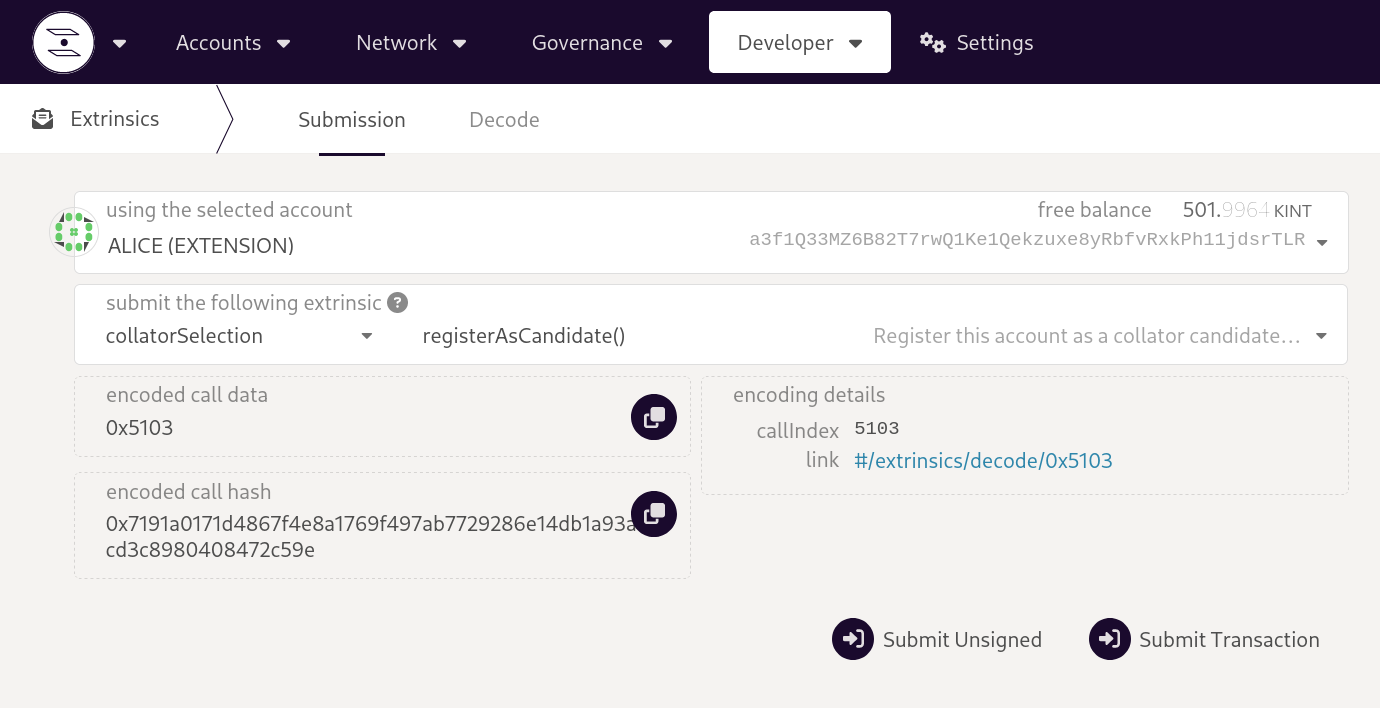 Accounts Network Governance Developer Settings
Extrinsics Submission Decode
using the selected account free balance 501.9964 KINT
ALICE (EXTENSION) a3f1Q33MZ6B82T7rwQ1Ke1Qekzuxe8yRbfvRxkPh11jdsrTLR
submit the following extrinsic ?
collatorSelection registerAsCandidate() Register this account as a collator candidate...
encoded call data
0x5103
encoding details
callIndex 5103
link #/extrinsics/decode/0x5103
encoded call hash
0x7191a0171d4867f4e8a1769f497ab7729286e14db1a93a
cd3c8980408472c59e
Submit Unsigned Submit Transaction